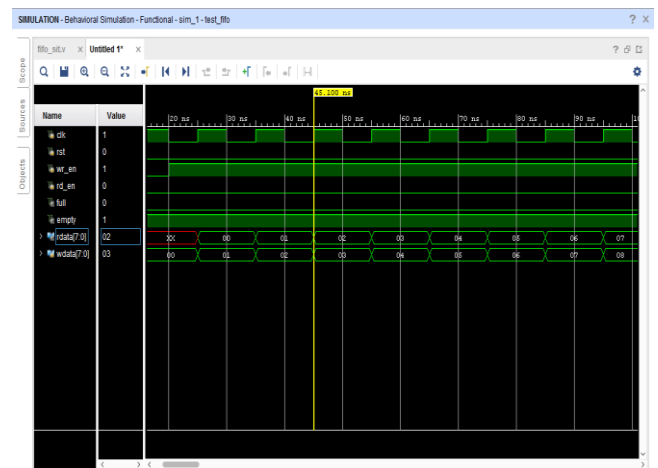 SIMULATION - Behavioral Simulation - Functional - sim_1 - test_fifo ? X
fifo_sit.v x Untitled 1* x ?
Scope
Sources
Objects
45.100 ns
Name Value
20 ns 30 ns 40 ns 50 ns 60 ns 70 ns 80 ns 90 ns
clk 1
rst 0
wr_en 1
rd_en 0
full 0
empty 1
rdata[7:0] 02 XX 00 01 02 03 04 05 06 07
wdata[7:0] 03 00 01 02 03 04 05 06 07 08